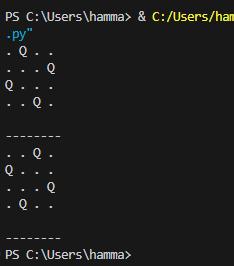 PS C:\Users\hamma> & C:/Users/ham
.py"
. Q . .
. . . Q
Q . . .
. . Q .
--------
. . Q .
Q . . .
. . . Q
. Q . .
--------
PS C:\Users\hamma>